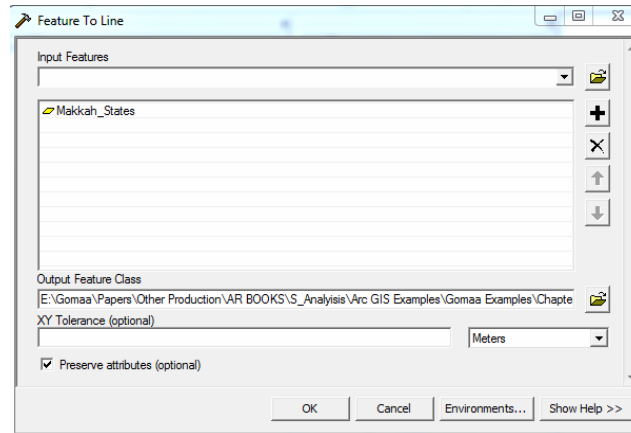 Feature To Line
Input Features
Makkah_States
Output Feature Class
E:\Gomaa\Papers\Other Production\AR BOOKS\S_Analyisis\Arc GIS Examples\Gomaa Examples\Chapte
XY Tolerance (optional)
Meters
Preserve attributes (optional)
OK Cancel Environments... Show Help >>